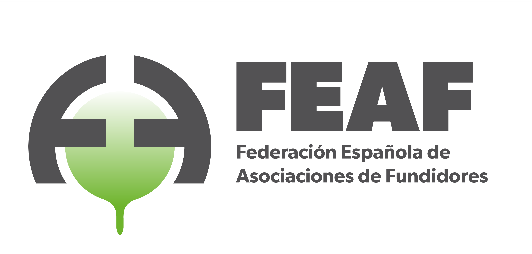 FEAF
Federación Española de
Asociaciones de Fundidores